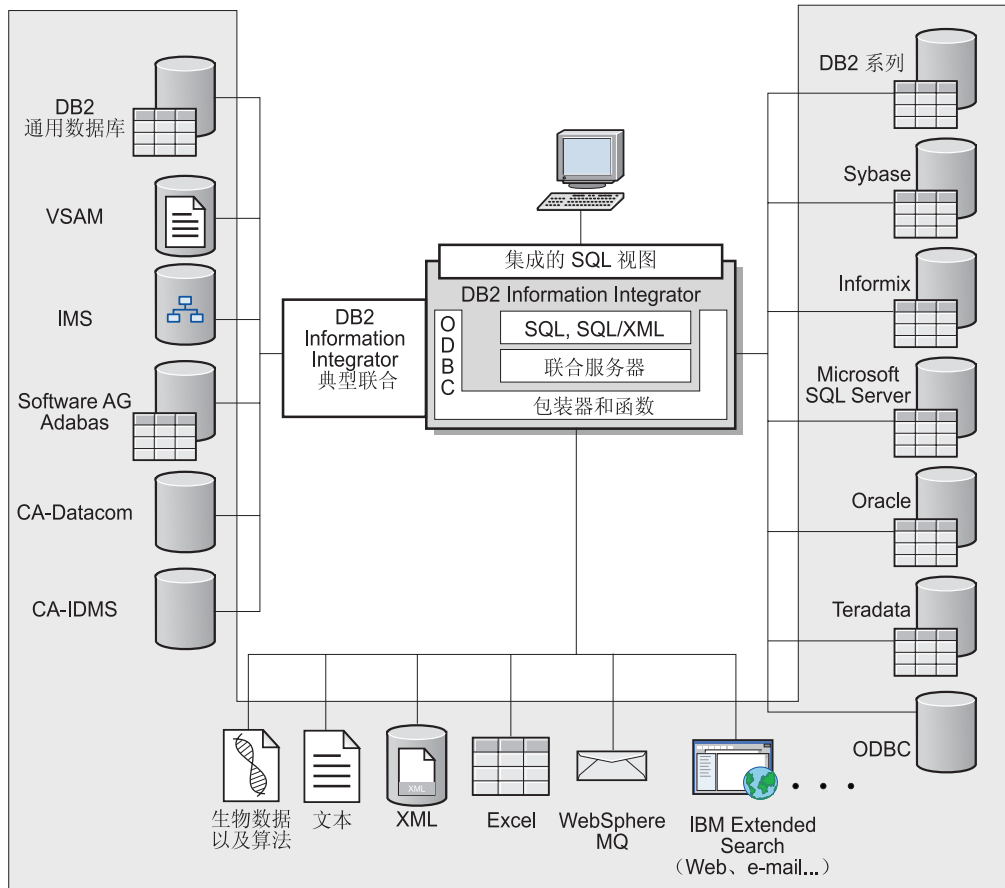 DB2
通用数据库
VSAM
IMS
Software AG
Adabas
CA-Datacom
CA-IDMS
集成的 SQL 视图
DB2 Information Integrator
DB2
Information
Integrator
典型联合
O
D
B
C
SQL, SQL/XML
联合服务器
包装器和函数
DB2 系列
Sybase
Informix
Microsoft
SQL Server
Oracle
Teradata
ODBC
生物数据
以及算法
文本
XML
XML
Excel
WebSphere
MQ
IBM Extended
Search
（Web、e-mail...）